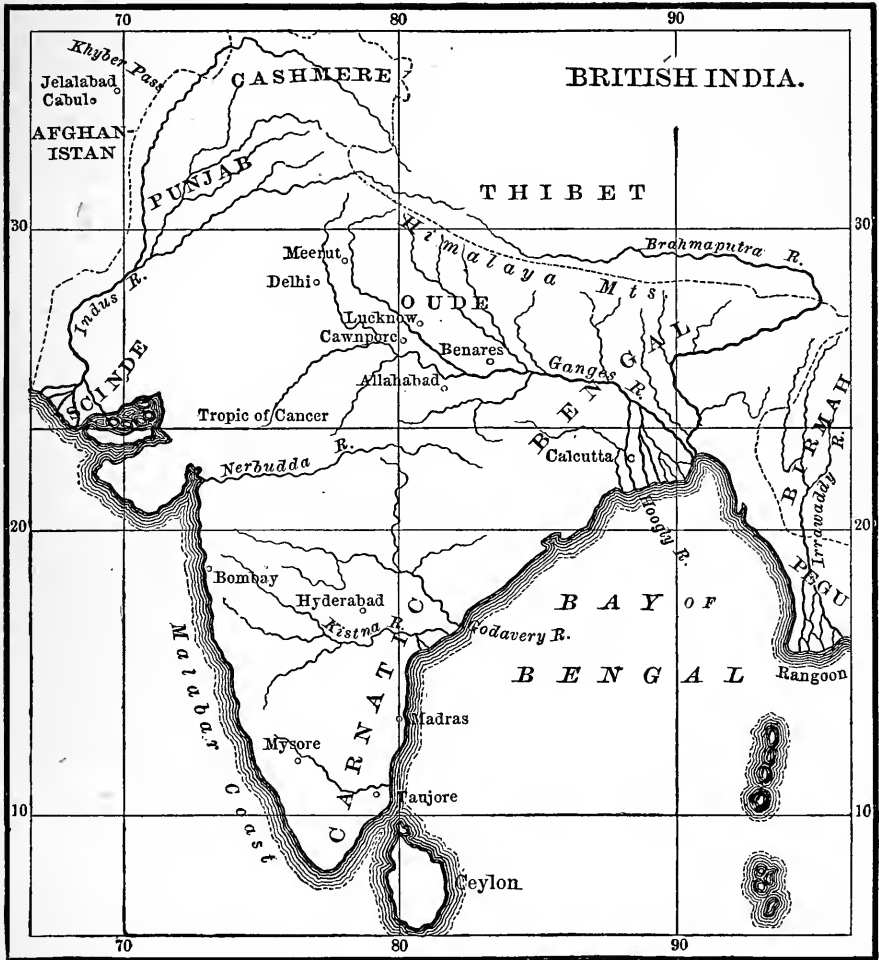 70 80 90
BRITISH INDIA.
Khyber Pass
CASHMERE
Jelalabad
Cabul
AFGHAN-
ISTAN
PUNJAB
THIBET
30 30
Himalaya Mts.
Brahmaputra R.
Meerut
Delhi
Indus R.
OUDE
Lucknow
Cawnpore
Benares
Allahabad
Ganges R.
BENGAL
SCINDE
Tropic of Cancer
BIRMAH
Calcutta
Nerbudda R.
Irrawaddy R.
Hoogly R.
20 20
PEGU
Bombay
Hyderabad
BAY OF
BENGAL
Kistna R.
Godavery R.
CARNATIC
Malabar Coast
Rangoon
Madras
Mysore
Tanjore
10 10
Ceylon
70 80 90